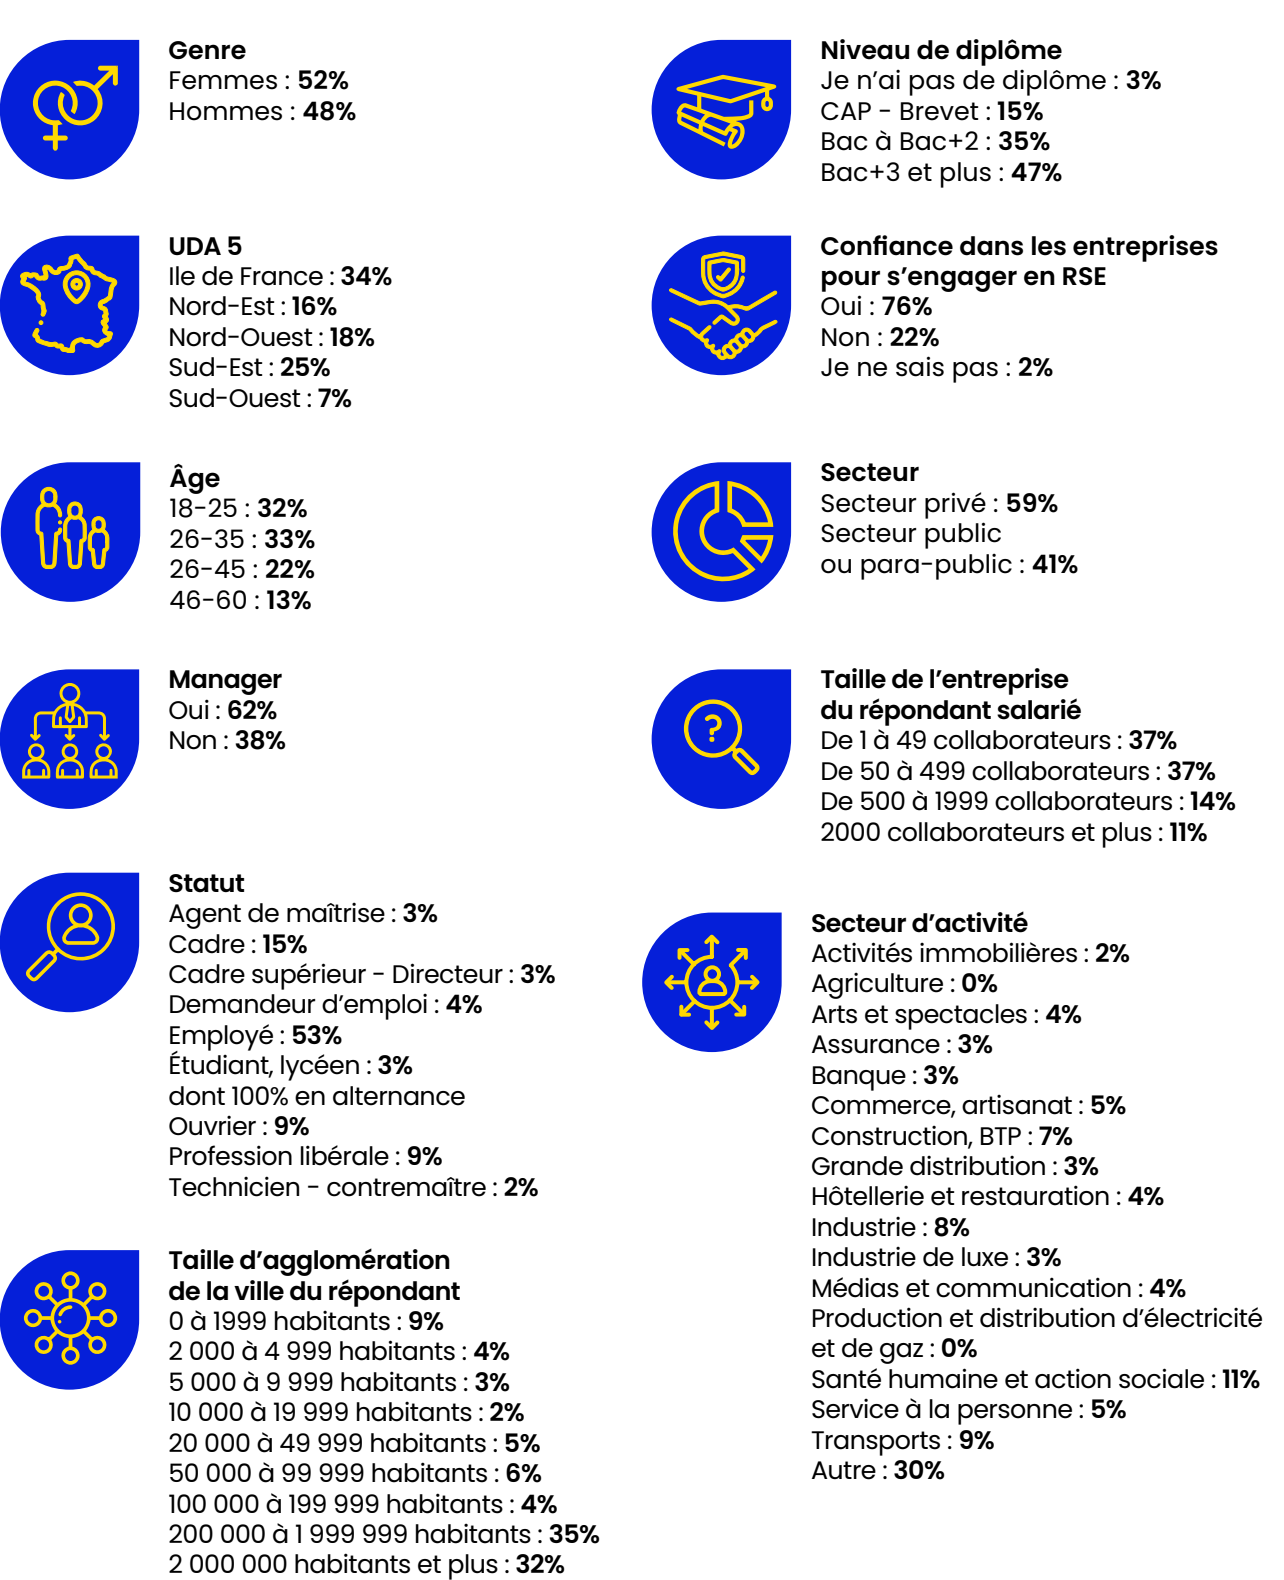 Genre
Femmes : 52%
Hommes : 48%
UDA 5
Ile de France : 34%
Nord-Est : 16%
Nord-Ouest : 18%
Sud-Est : 25%
Sud-Ouest : 7%
Âge
18-25 : 32%
26-35 : 33%
26-45 : 22%
46-60 : 13%
Manager
Oui : 62%
Non : 38%
Statut
Agent de maîtrise : 3%
Cadre : 15%
Cadre supérieur - Directeur : 3%
Demandeur d’emploi : 4%
Employé : 53%
Étudiant, lycéen : 3%
dont 100% en alternance
Ouvrier : 9%
Profession libérale : 9%
Technicien - contremaître : 2%
Taille d’agglomération
de la ville du répondant
0 à 1999 habitants : 9%
2 000 à 4 999 habitants : 4%
5 000 à 9 999 habitants : 3%
10 000 à 19 999 habitants : 2%
20 000 à 49 999 habitants : 5%
50 000 à 99 999 habitants : 6%
100 000 à 199 999 habitants : 4%
200 000 à 1 999 999 habitants : 35%
2 000 000 habitants et plus : 32%
Niveau de diplôme
Je n’ai pas de diplôme : 3%
CAP - Brevet : 15%
Bac à Bac+2 : 35%
Bac+3 et plus : 47%
Confiance dans les entreprises
pour s’engager en RSE
Oui : 76%
Non : 22%
Je ne sais pas : 2%
Secteur
Secteur privé : 59%
Secteur public
ou para-public : 41%
?
Taille de l’entreprise
du répondant salarié
De 1 à 49 collaborateurs : 37%
De 50 à 499 collaborateurs : 37%
De 500 à 1999 collaborateurs : 14%
2000 collaborateurs et plus : 11%
Secteur d’activité
Activités immobilières : 2%
Agriculture : 0%
Arts et spectacles : 4%
Assurance : 3%
Banque : 3%
Commerce, artisanat : 5%
Construction, BTP : 7%
Grande distribution : 3%
Hôtellerie et restauration : 4%
Industrie : 8%
Industrie de luxe : 3%
Médias et communication : 4%
Production et distribution d’électricité
et de gaz : 0%
Santé humaine et action sociale : 11%
Service à la personne : 5%
Transports : 9%
Autre : 30%